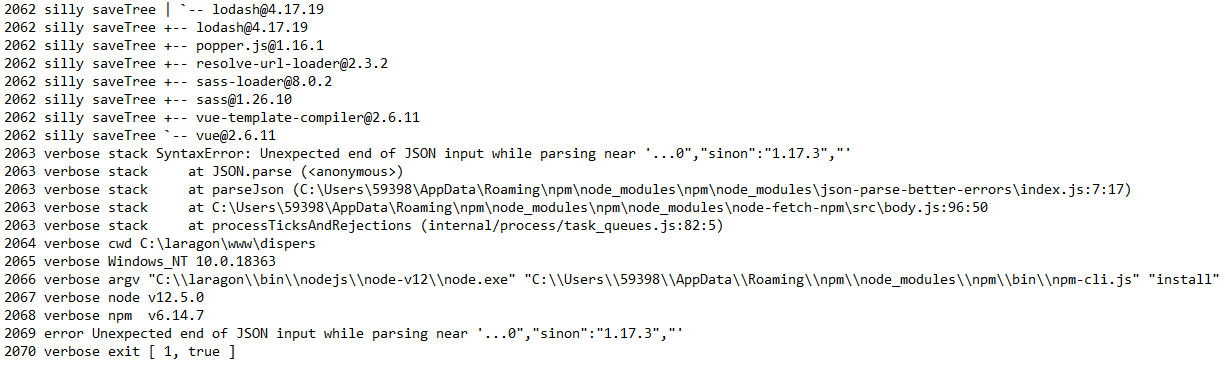 2062 silly saveTree | `-- lodash@4.17.19
2062 silly saveTree +-- lodash@4.17.19
2062 silly saveTree +-- popper.js@1.16.1
2062 silly saveTree +-- resolve-url-loader@2.3.2
2062 silly saveTree +-- sass-loader@8.0.2
2062 silly saveTree +-- sass@1.26.10
2062 silly saveTree +-- vue-template-compiler@2.6.11
2062 silly saveTree `-- vue@2.6.11
2063 verbose stack SyntaxError: Unexpected end of JSON input while parsing near '...0","sinon":"1.17.3","'
2063 verbose stack     at JSON.parse (<anonymous>)
2063 verbose stack     at parseJson (C:\Users\59398\AppData\Roaming\npm\node_modules\npm\node_modules\json-parse-better-errors\index.js:7:17)
2063 verbose stack     at C:\Users\59398\AppData\Roaming\npm\node_modules\npm\node_modules\node-fetch-npm\src\body.js:96:50
2063 verbose stack     at processTicksAndRejections (internal/process/task_queues.js:82:5)
2064 verbose cwd C:\laragon\www\dispers
2065 verbose Windows_NT 10.0.18363
2066 verbose argv "C:\\laragon\\bin\\nodejs\\node-v12\\node.exe" "C:\\Users\\59398\\AppData\\Roaming\\npm\\node_modules\\npm\\bin\\npm-cli.js" "install"
2067 verbose node v12.5.0
2068 verbose npm  v6.14.7
2069 error Unexpected end of JSON input while parsing near '...0","sinon":"1.17.3","'
2070 verbose exit [ 1, true ]